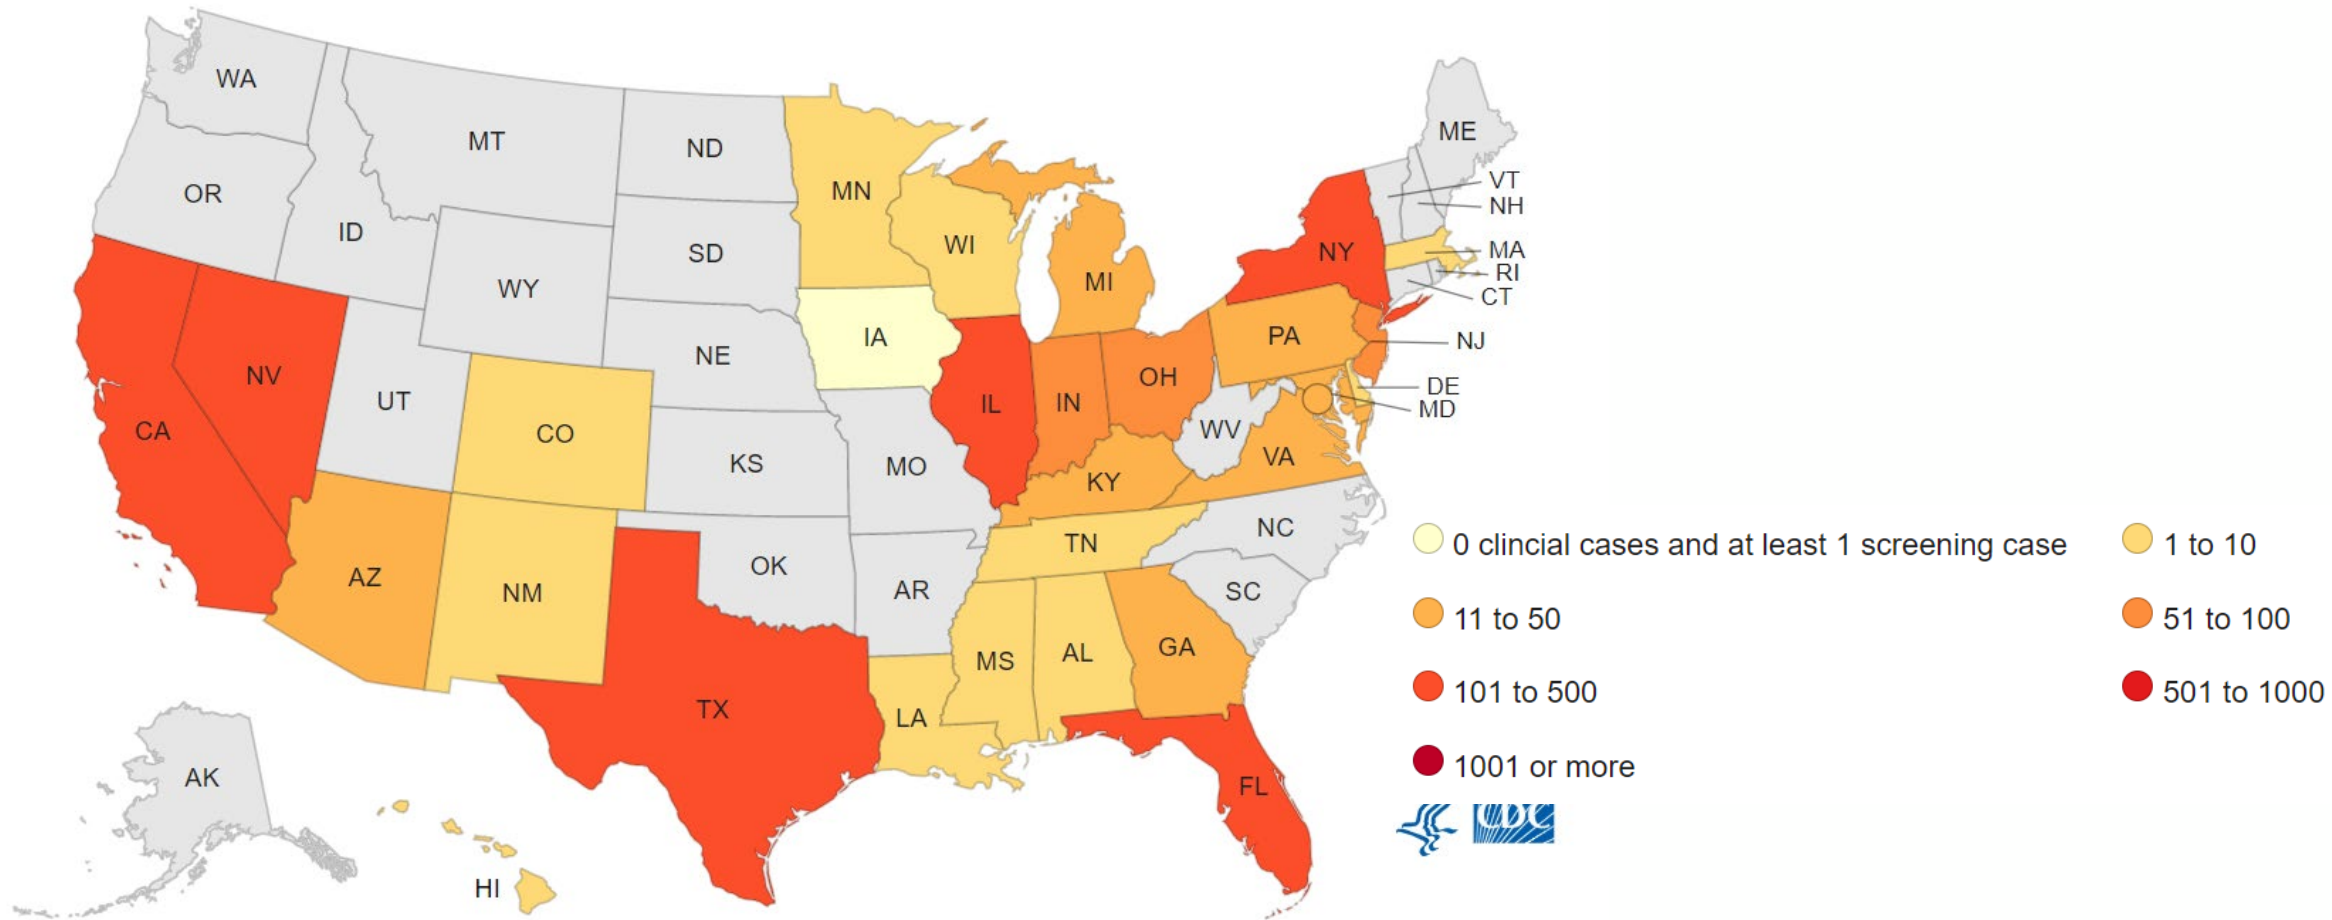 WA
MT
ND
MN
ME
VT
NH
OR
ID
WI
SD
MI
NY
MA
RI
CT
WY
IA
PA
NJ
NE
NV
UT
CO
IL
IN
OH
DE
MD
CA
KS
MO
WV
VA
KY
NC
TN
AZ
NM
OK
AR
SC
MS
AL
GA
TX
LA
AK
FL
HI
0 clincial cases and at least 1 screening case
1 to 10
11 to 50
51 to 100
101 to 500
501 to 1000
1001 or more
CDC